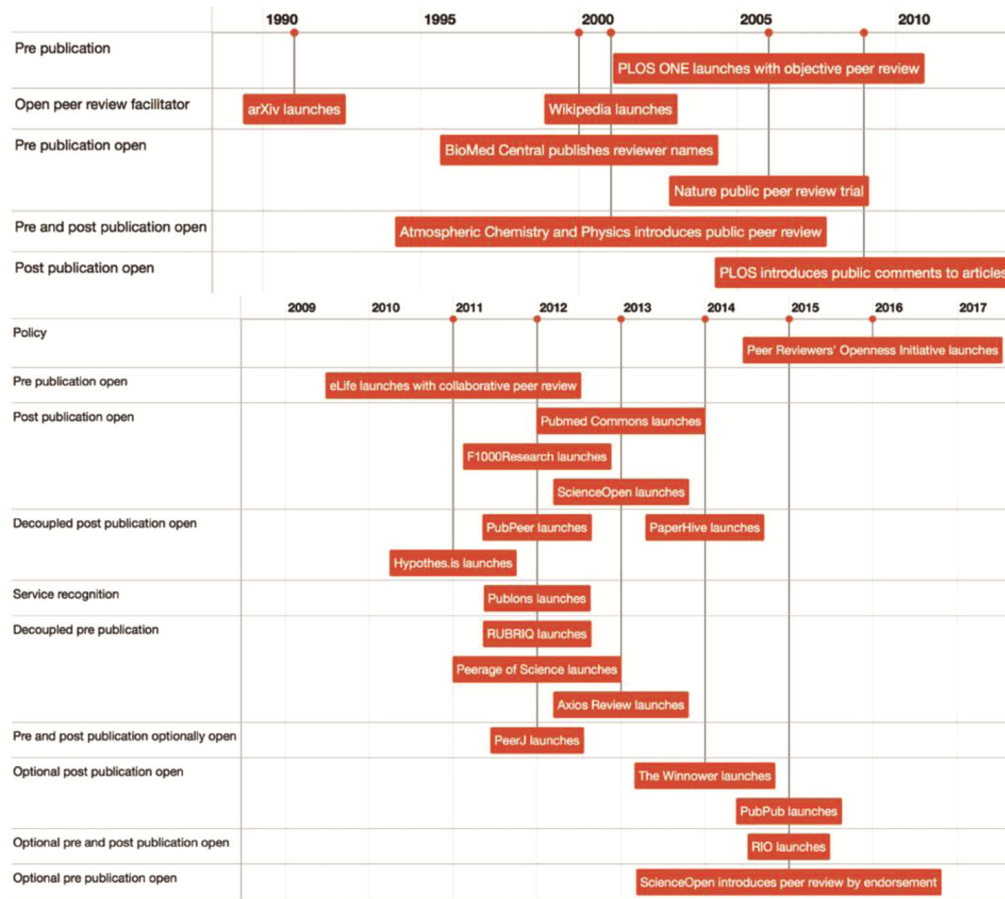 1990 1995 2000 2005 2010
Pre publication
PLOS ONE launches with objective peer review
Open peer review facilitator arXiv launches Wikipedia launches
Pre publication open BioMed Central publishes reviewer names
Nature public peer review trial
Pre and post publication open Atmospheric Chemistry and Physics introduces public peer review
Post publication open PLOS introduces public comments to articles
2009 2010 2011 2012 2013 2014 2015 2016 2017
Policy
Peer Reviewers' Openness Initiative launches
Pre publication open eLife launches with collaborative peer review
Post publication open Pubmed Commons launches
F1000Research launches
ScienceOpen launches
Decoupled post publication open PubPeer launches PaperHive launches
Hypothes.is launches
Service recognition Publons launches
Decoupled pre publication RUBRIQ launches
Peerage of Science launches
Axios Review launches
Pre and post publication optionally open PeerJ launches
Optional post publication open The Winnower launches
PubPub launches
Optional pre and post publication open RIO launches
Optional pre publication open ScienceOpen introduces peer review by endorsement